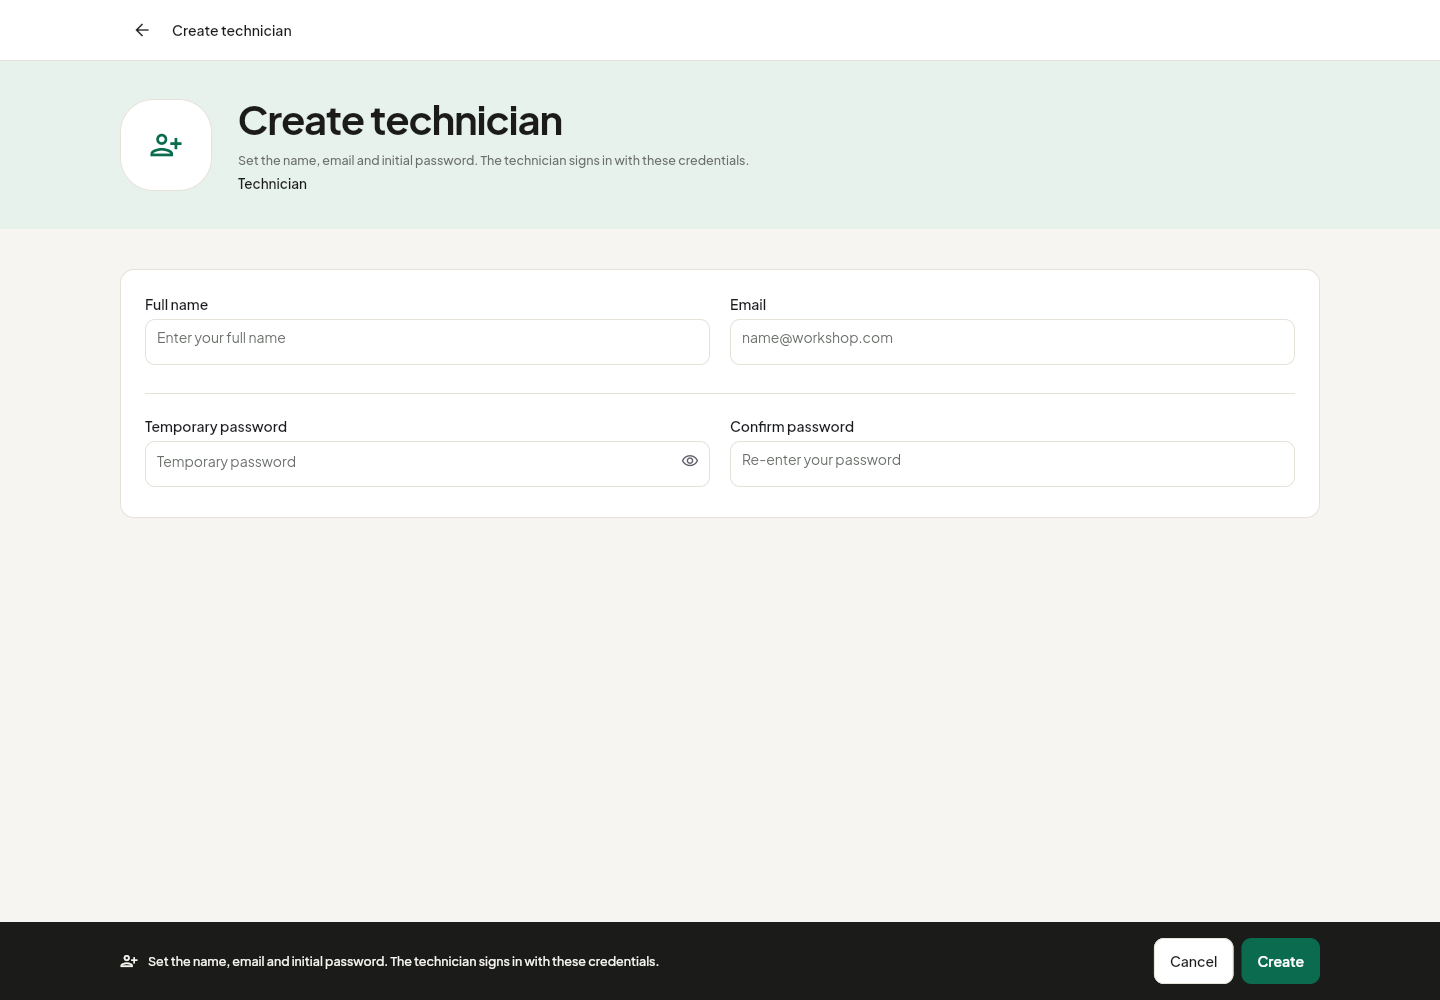 Create technician
Create technician
Set the name, email and initial password. The technician signs in with these credentials.
Technician
Full name
Email
Enter your full name
name@workshop.com
Temporary password
Confirm password
Temporary password
Re-enter your password
Set the name, email and initial password. The technician signs in with these credentials.
Cancel
Create